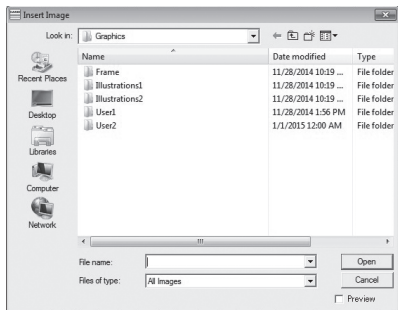 Insert Image
Look in: Graphics
Name Date modified Type
Frame 11/28/2014 10:19 ... File folder
Illustrations1 11/28/2014 10:19 ... File folder
Illustrations2 11/28/2014 10:19 ... File folder
User1 11/28/2014 1:56 PM File folder
User2 1/1/2015 12:00 AM File folder
Recent Places
Desktop
Libraries
Computer
Network
File name: Open
Files of type: All Images Cancel
Preview